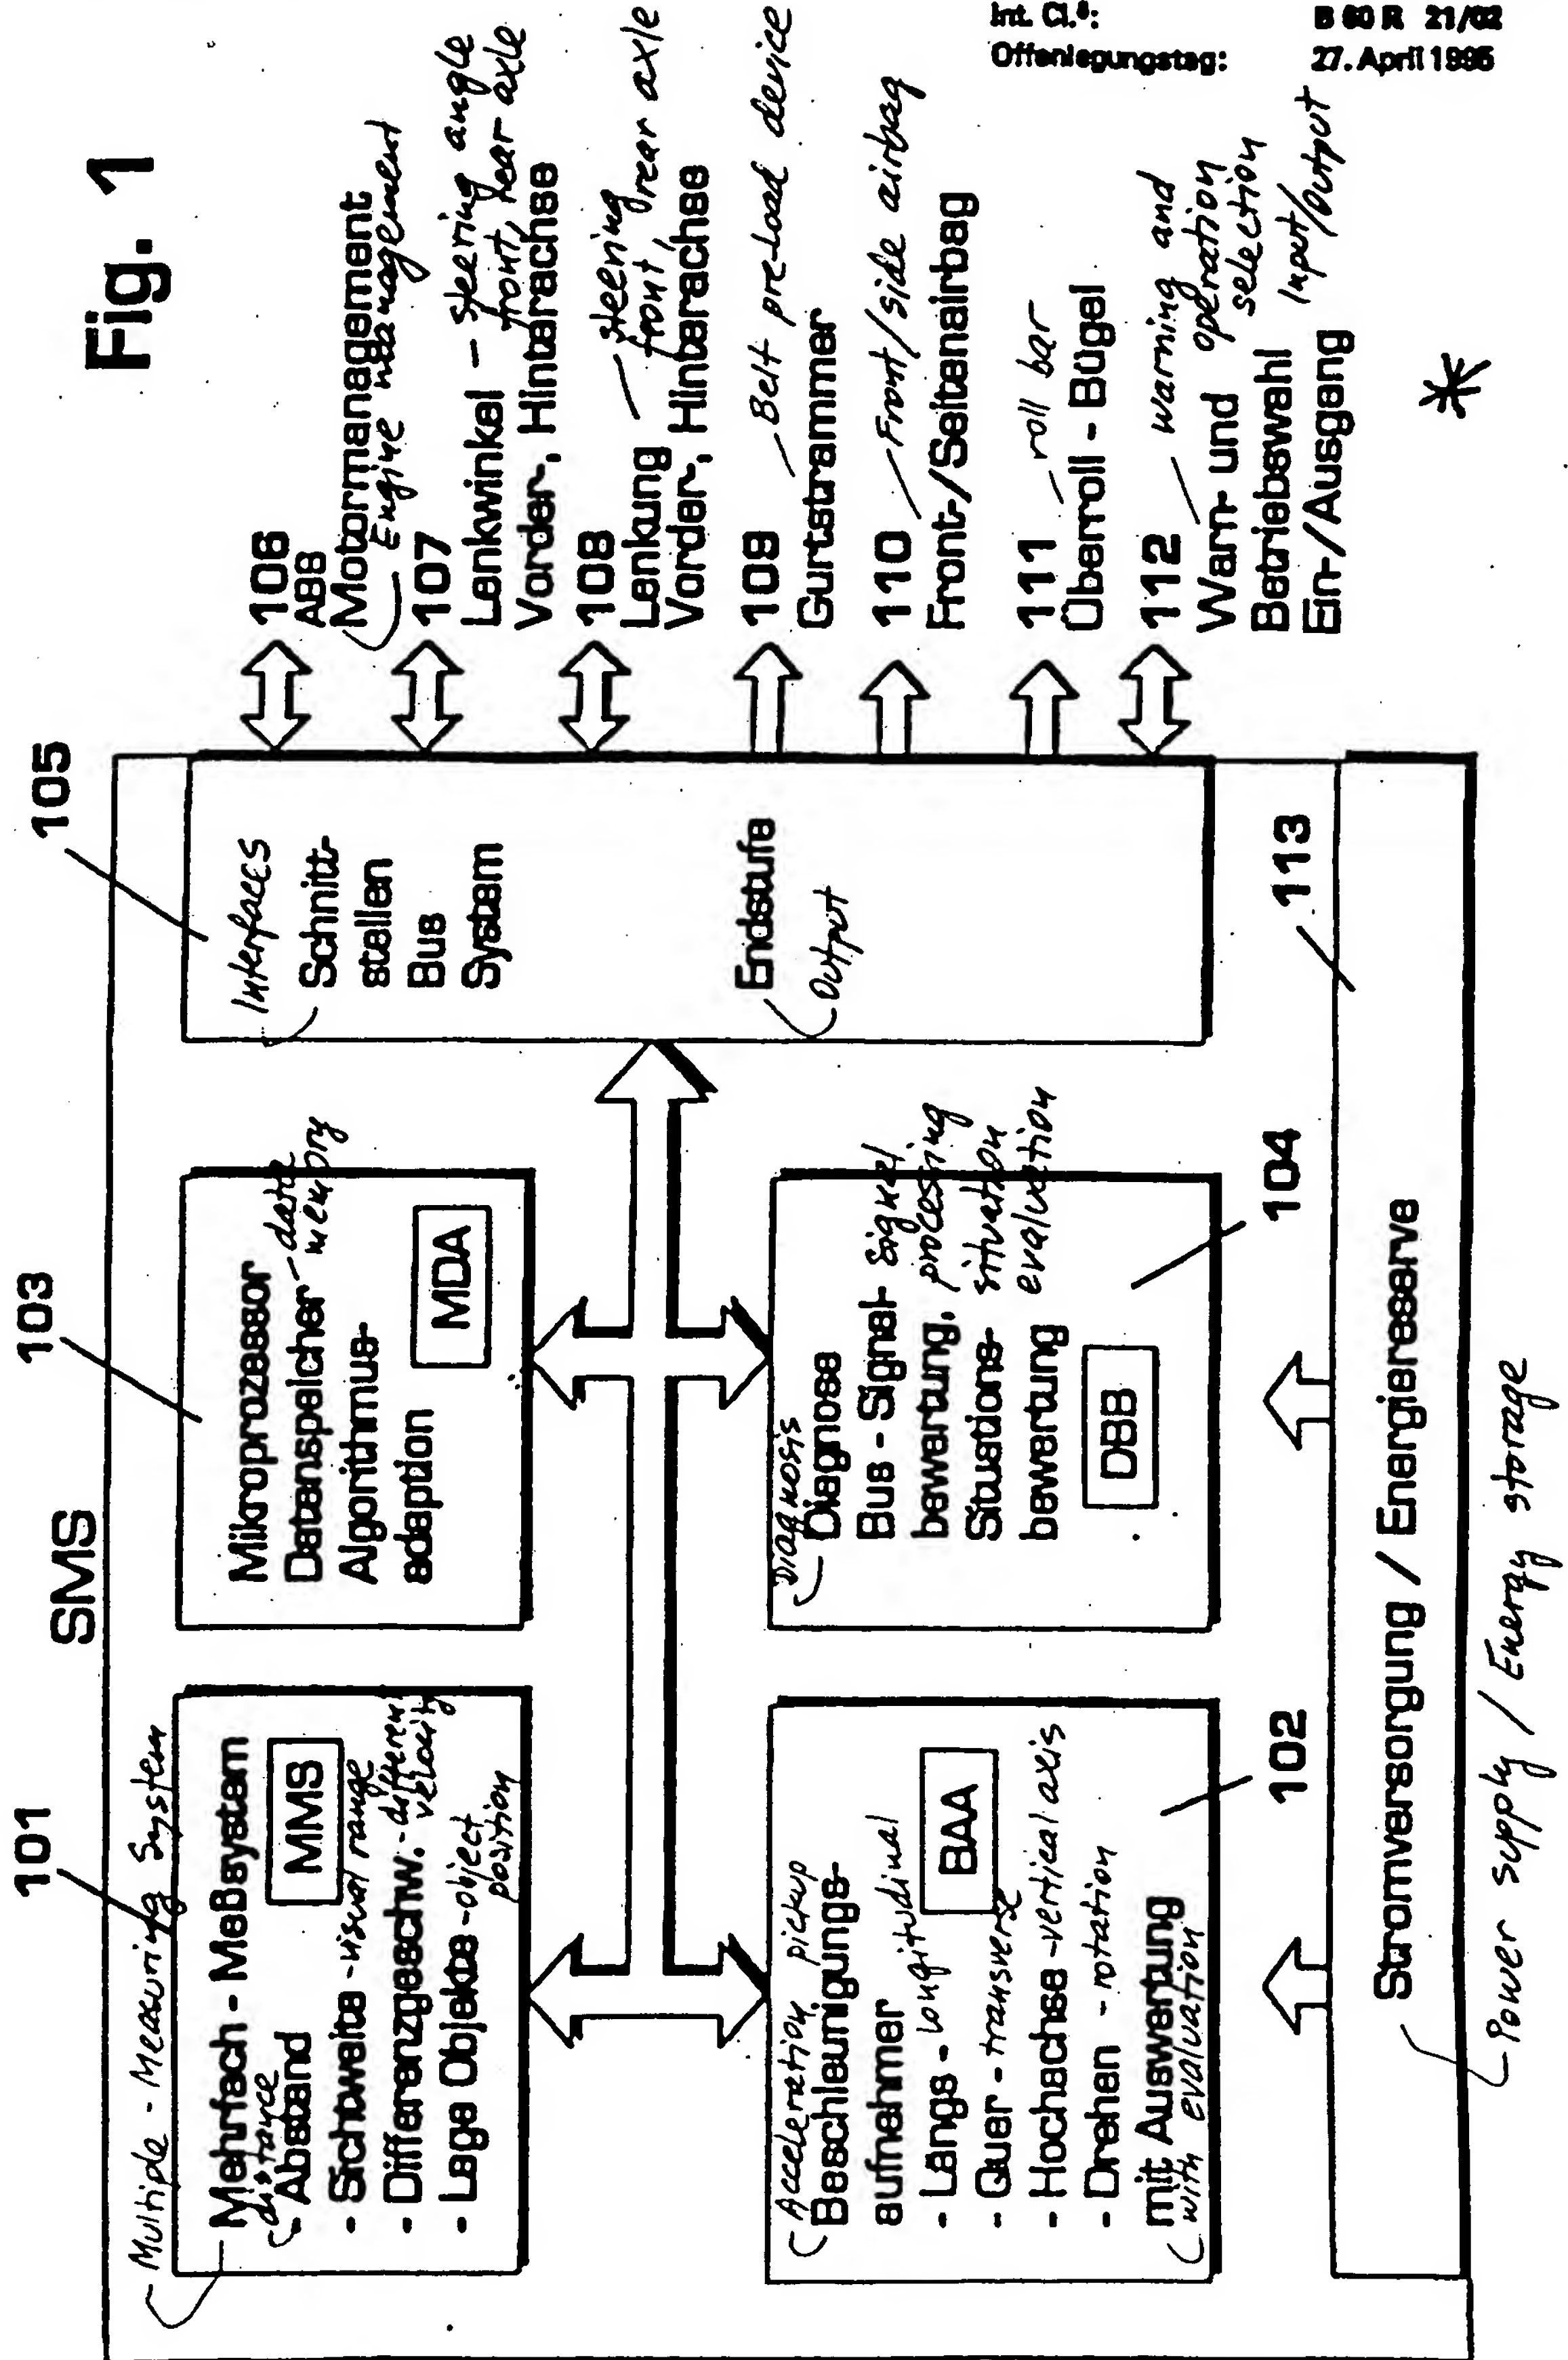 Int. Cl.⁶: B 60 R 21/02
Offenlegungstag: 27. April 1995
Fig. 1
SMS
101
Multiple - Measuring System
Mehrfach - Meßsystem
distance
- Abstand
MMS
- Sichtweite - visual range
- Differenzgeschw. - different velocity
- Lage Objekte - object position
103
Mikroprozessor
Datenspeicher - data memory
Algorithmus-
adaption
MDA
105
Interfaces
Schnitt-
stellen
Bus
System
Endstufe
Output
106
ABS
Motormanagement
Engine management
107
Lenkwinkel - steering angle
front, rear axle
Vorder-, Hinterachse
108
Lenkung steering
front, rear axle
Vorder-, Hinterachse
109
Belt pre-load device
Gurtstrammer
110
Front/side airbag
Front-/Seitenairbag
111
roll bar
Überroll - Bügel
112
warning and
Warn- und operation
Betriebswahl selection
Ein-/Ausgang Input/Output
*
Acceleration pickup
Beschleunigungs-
aufnehmer
- Längs - longitudinal
BAA
- Quer - transverse
- Hochachse - vertical axis
- Drehen - rotation
mit Auswertung
with evaluation
102
Diagnosis
Diagnose
Bus - Signal- signal
bewertung, processing
Situations- situation
bewertung evaluation
DBB
104
113
Stromversorgung / Energiereserve
Power supply / Energy storage